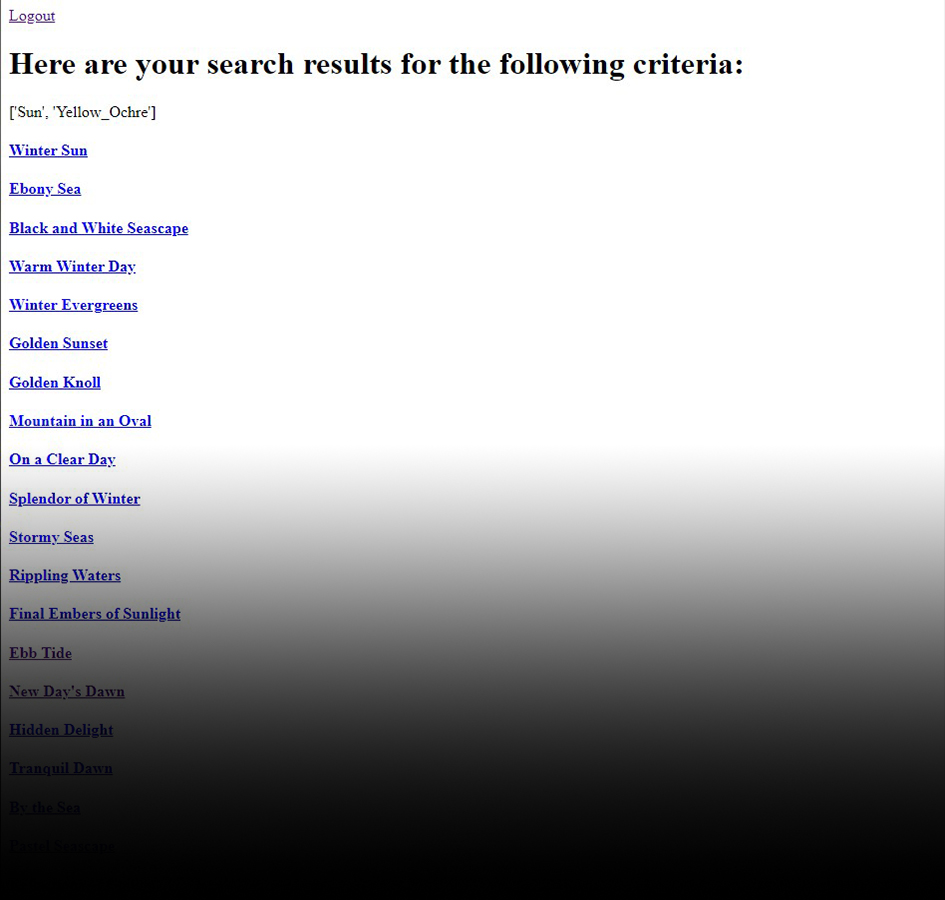 Logout
Here are your search results for the following criteria:
['Sun', 'Yellow_Ochre']
Winter Sun
Ebony Sea
Black and White Seascape
Warm Winter Day
Winter Evergreens
Golden Sunset
Golden Knoll
Mountain in an Oval
On a Clear Day
Splendor of Winter
Stormy Seas
Rippling Waters
Final Embers of Sunlight
Ebb Tide
New Day's Dawn
Hidden Delight
Tranquil Dawn
By the Sea
Pastel Seascape